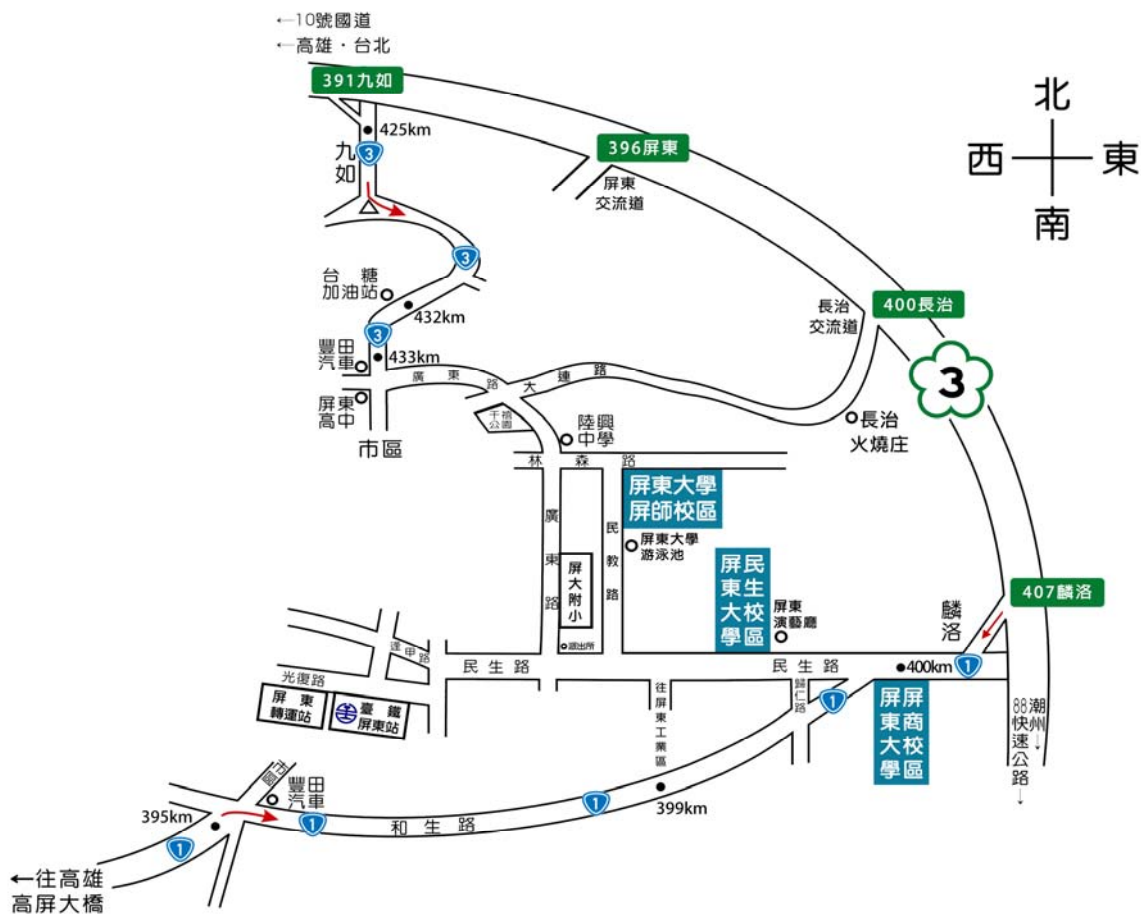 ←10號國道
←高雄・台北
391九如
425km
3
九如
396屏東
屏東
交流道
北
西
東
南
3
台糖
加油站
432km
3
433km
豐田
汽車
屏東
高中
市區
廣東路
大連路
千禧
公園
陸興
中學
長治
交流道
400長治
3
長治
火燒庄
林森路
屏東大學
屏師校區
廣東路
民教路
屏東大學
游泳池
屏大附小
派出所
屏東大學
民生校區
屏東
演藝廳
麟洛
407麟洛
逢甲路
民生路
民生路
400km
1
光復路
屏東
轉運站
臺鐵
屏東站
往屏東工業區
歸仁路
1
屏東大學
屏商校區
潮州↓
88快速公路↓
市區
豐田
汽車
395km
1
1
和生路
1
399km
←往高雄
高屏大橋